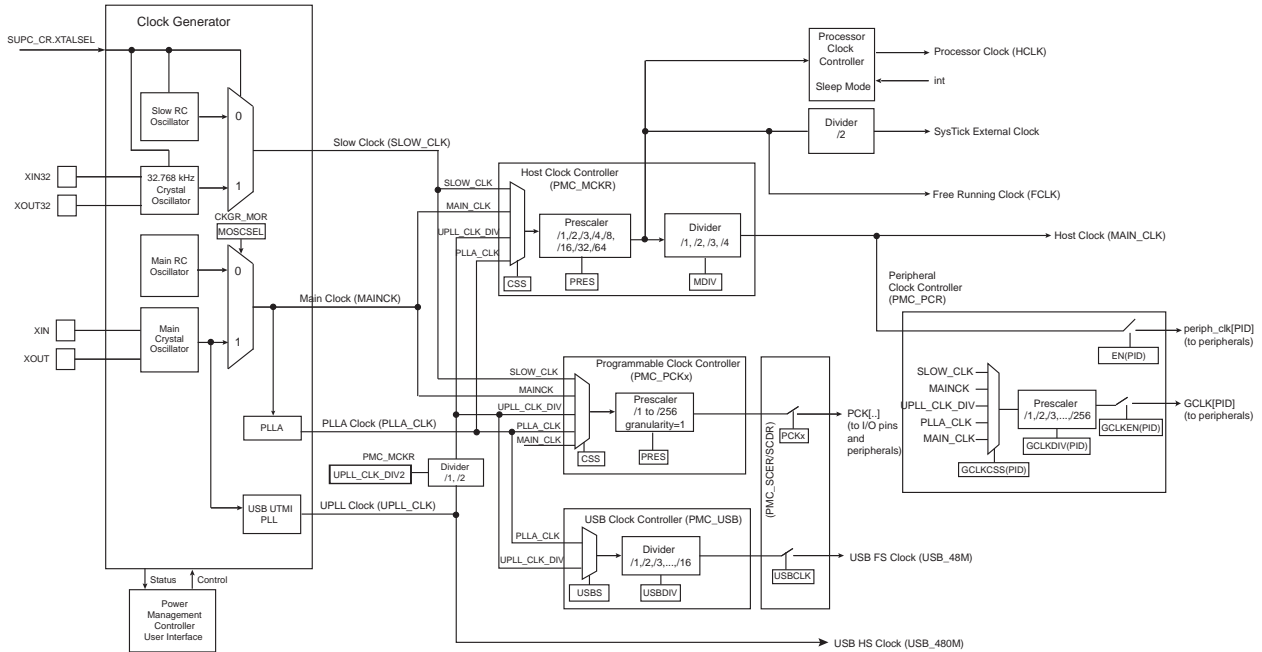 Clock Generator
SUPC_CR.XTALSEL
Slow RC
Oscillator
0
XIN32
XOUT32
32.768 kHz
Crystal
Oscillator
1
Slow Clock (SLOW_CLK)
CKGR_MOR
MOSCSEL
Main RC
Oscillator
0
Main Clock (MAINCK)
XIN
XOUT
Main
Crystal
Oscillator
1
PLLA
PLLA Clock (PLLA_CLK)
PMC_MCKR
UPLL_CLK_DIV2
Divider
/1, /2
USB UTMI
PLL
UPLL Clock (UPLL_CLK)
Status
Control
Power
Management
Controller
User Interface
Host Clock Controller
(PMC_MCKR)
SLOW_CLK
MAIN_CLK
UPLL_CLK_DIV
PLLA_CLK
CSS
Prescaler
/1,/2,/3,/4,/8,
/16,/32,/64
PRES
Divider
/1, /2, /3, /4
MDIV
Processor
Clock
Controller
Sleep Mode
Processor Clock (HCLK)
int
Divider
/2
SysTick External Clock
Free Running Clock (FCLK)
Host Clock (MAIN_CLK)
Peripheral
Clock Controller
(PMC_PCR)
EN(PID)
periph_clk[PID]
(to peripherals)
SLOW_CLK
MAINCK
UPLL_CLK_DIV
PLLA_CLK
MAIN_CLK
GCLKCSS(PID)
Prescaler
/1,/2,/3,...,/256
GCLKDIV(PID)
GCLKEN(PID)
GCLK[PID]
(to peripherals)
Programmable Clock Controller
(PMC_PCKx)
SLOW_CLK
MAINCK
UPLL_CLK_DIV
PLLA_CLK
MAIN_CLK
CSS
Prescaler
/1 to /256
granularity=1
PRES
(PMC_SCER/SCDR)
PCKx
PCK[..]
(to I/O pins
and
peripherals)
USB Clock Controller (PMC_USB)
PLLA_CLK
UPLL_CLK_DIV
USBS
Divider
/1,/2,/3,...,/16
USBDIV
USBCLK
USB FS Clock (USB_48M)
USB HS Clock (USB_480M)